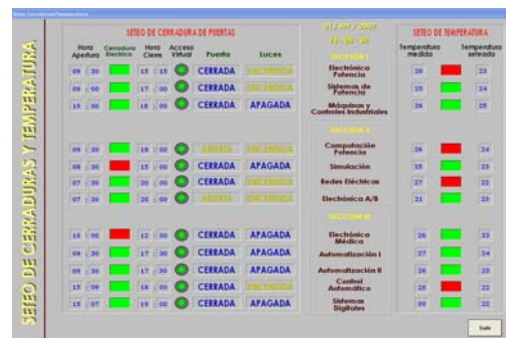 SETEO DE CERRADURAS Y TEMPERATURA
SETEO DE CERRADURA DE PUERTAS
SETEO DE TEMPERATURA
Hora Apertura
Cerradura Electrica
Hora Cierre
Acceso Virtual
Puerta
Luces
SECCION I
Temperatura medida
Temperatura seteada
09 30 15 15 CERRADA ENCENDIDA Electrónica Potencia 26 23
09 00 17 00 CERRADA ENCENDIDA Sistemas de Potencia 25 24
10 00 18 00 CERRADA APAGADA Máquinas y Controles Industriales 26 25
SECCION II
09 30 18 00 ABIERTA ENCENDIDA Computación Potencia 26 24
06 30 15 00 CERRADA APAGADA Simulación 25 23
07 30 20 00 CERRADA ENCENDIDA Redes Eléctricas 27 22
07 30 20 00 ABIERTA ENCENDIDA Electrónica A/B 21 23
SECCION III
10 00 12 00 CERRADA APAGADA Electrónica Médica 26 23
09 30 17 30 CERRADA APAGADA Automatización I 27 24
09 30 17 30 CERRADA APAGADA Automatización II 26 23
15 09 18 00 CERRADA ENCENDIDA Control Automático 25 22
15 07 19 00 CERRADA APAGADA Sistemas Digitales 00 22
Salir